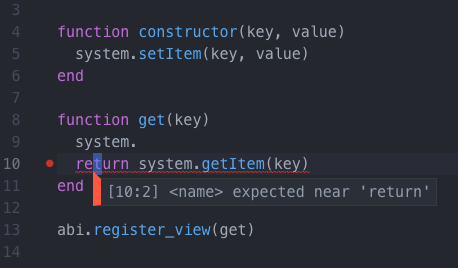 3
4 function constructor(key, value)
5   system.setItem(key, value)
6 end
7
8 function get(key)
9   system.
10   return system.getItem(key)
11 end [10:2] <name> expected near 'return'
12
13 abi.register_view(get)
14